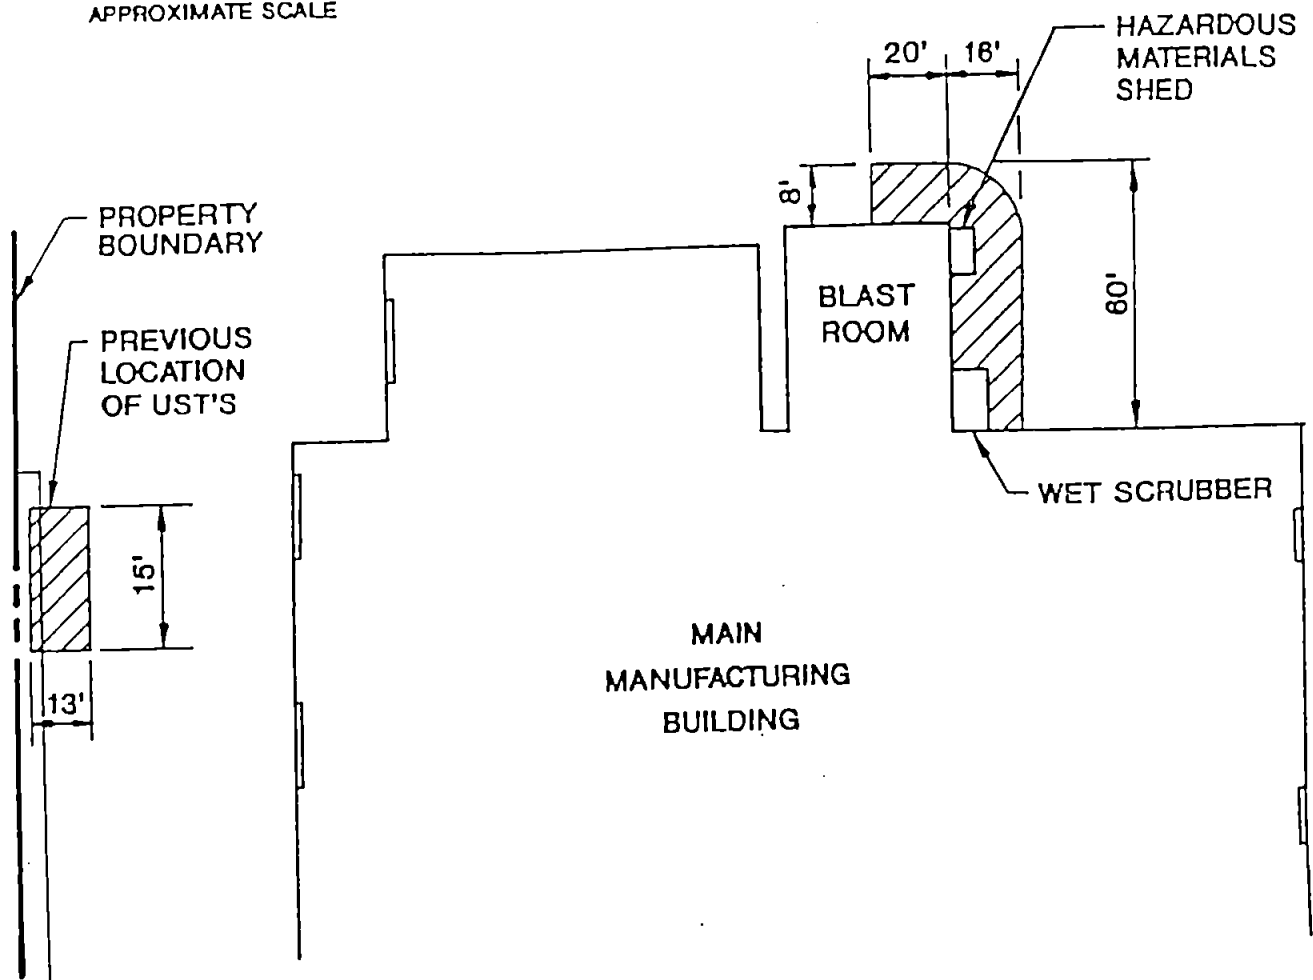 APPROXIMATE SCALE
20'
16'
HAZARDOUS
MATERIALS
SHED
8'
PROPERTY
BOUNDARY
60'
BLAST
ROOM
PREVIOUS
LOCATION
OF UST'S
WET SCRUBBER
15'
MAIN
MANUFACTURING
BUILDING
13'